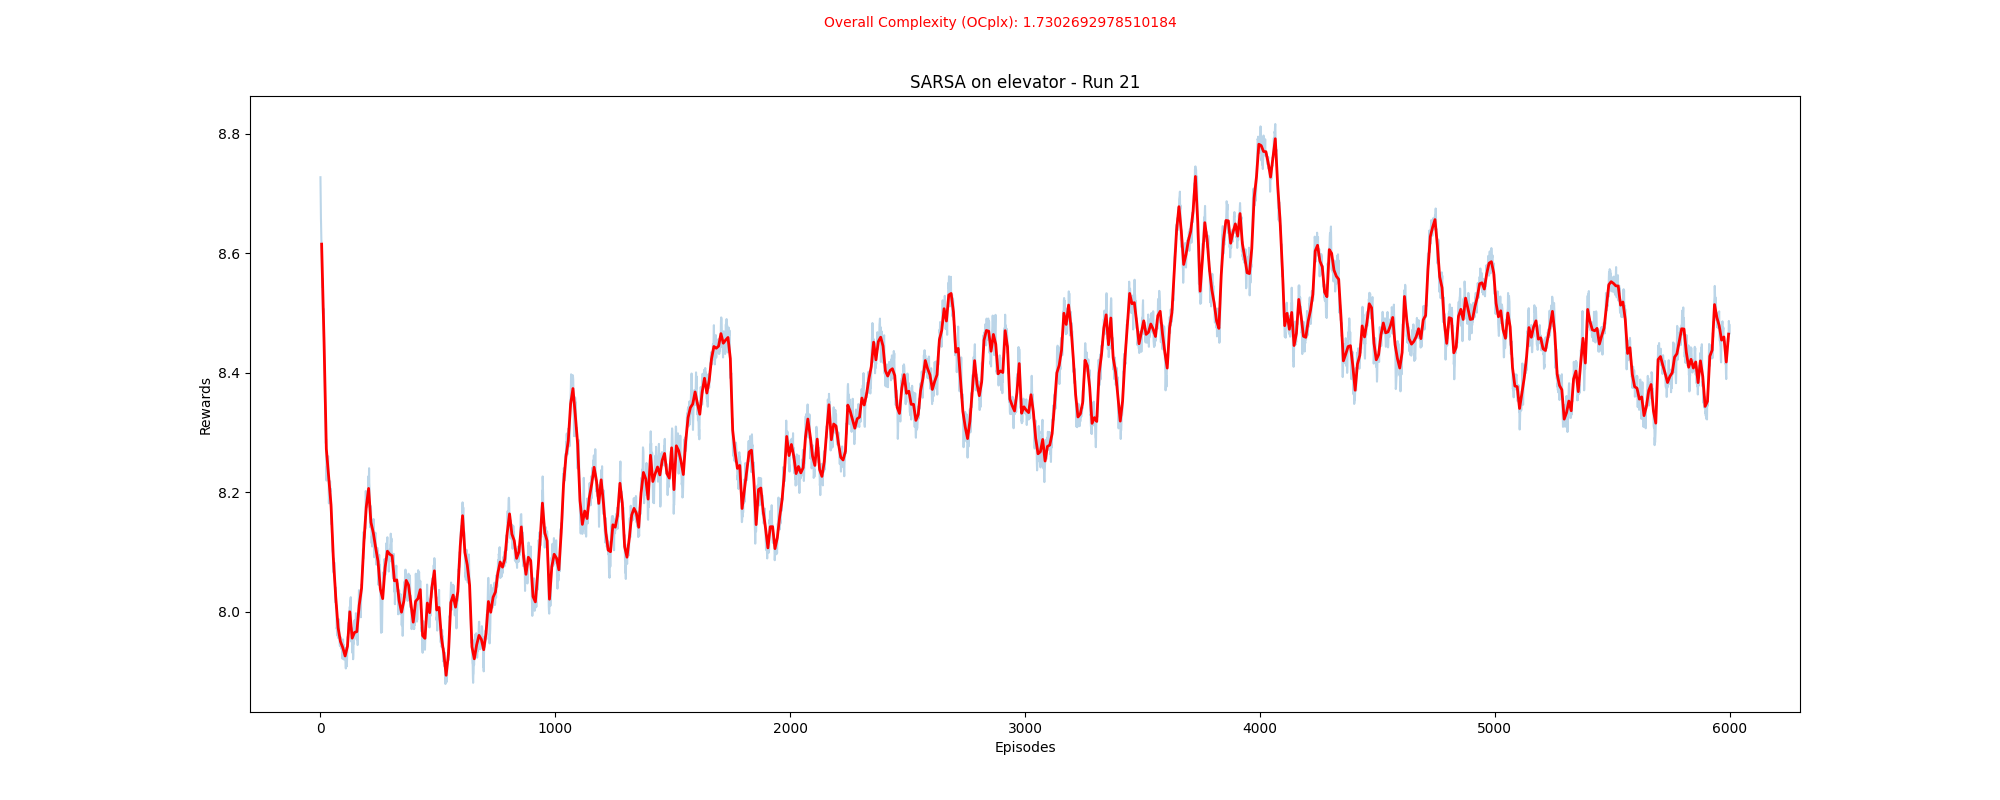 Overall Complexity (OCplx): 1.7302692978510184
SARSA on elevator - Run 21
8.8
8.6
8.4
8.2
8.0
Rewards
0 1000 2000 3000 4000 5000 6000
Episodes